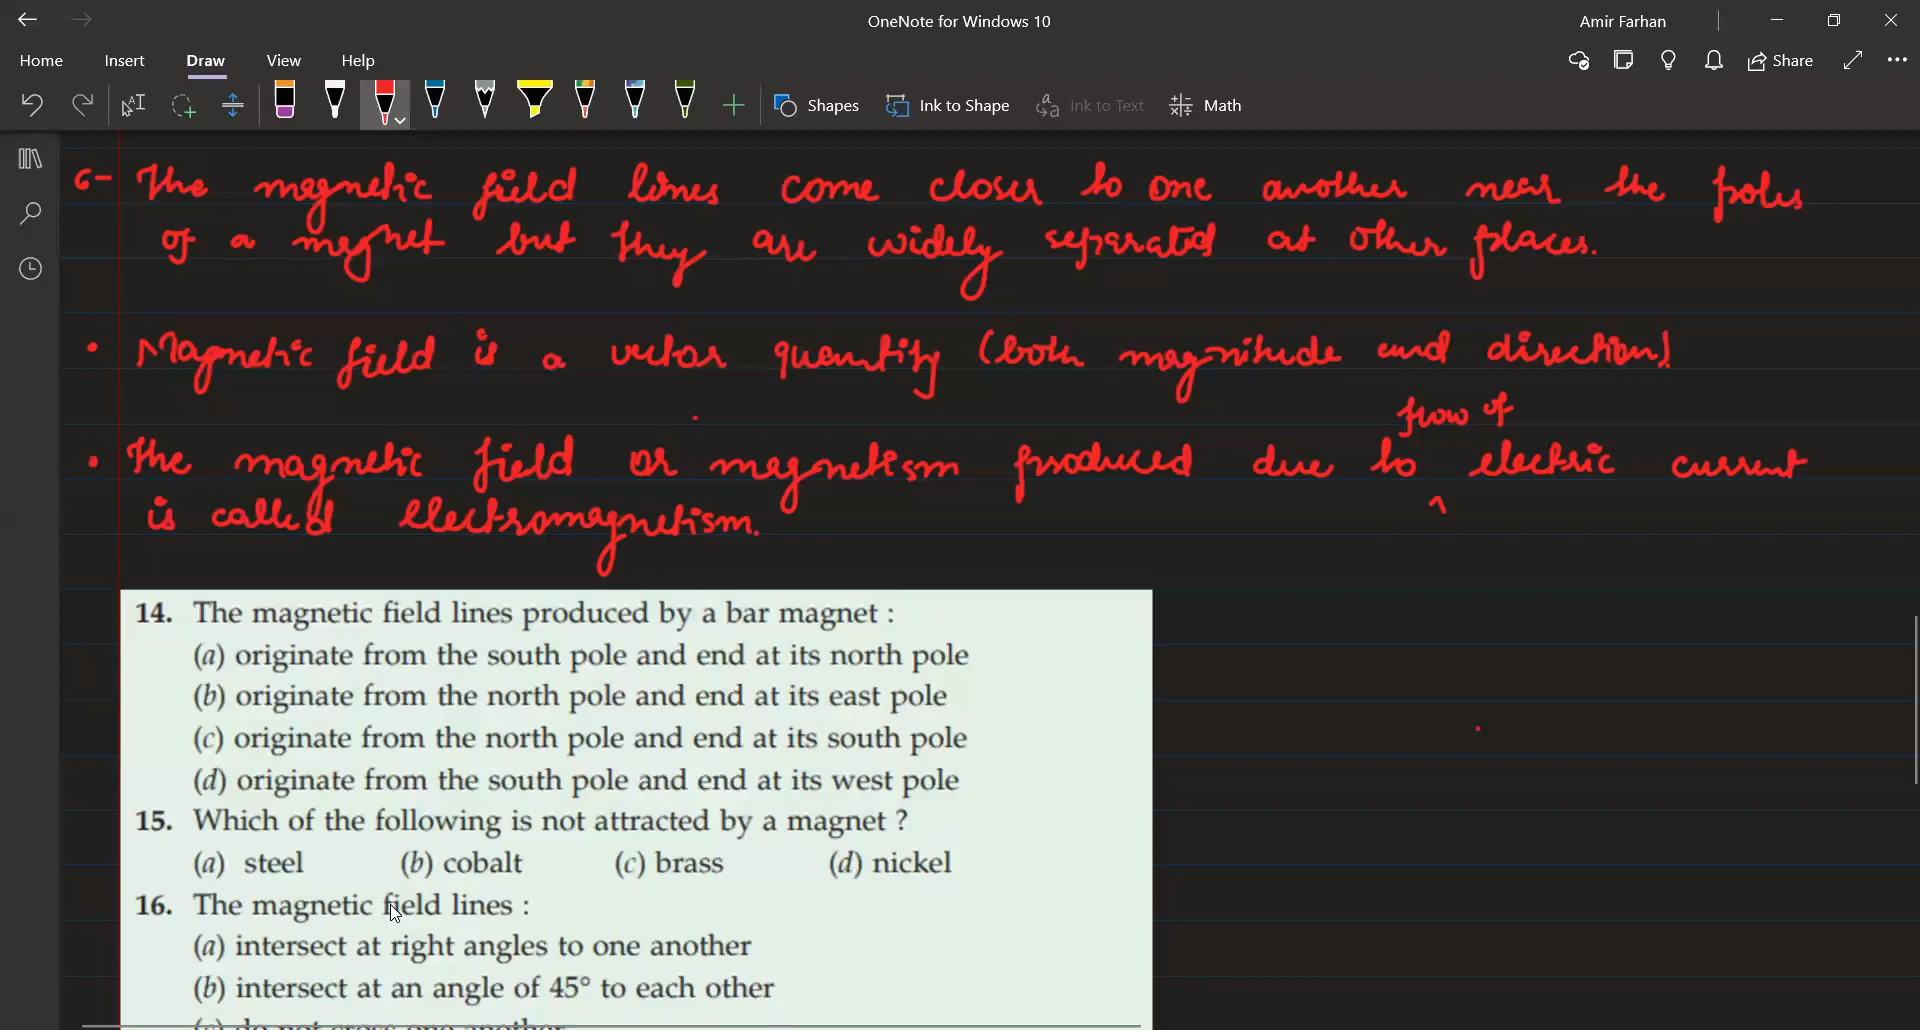 OneNote for Windows 10
Amir Farhan
Home Insert Draw View Help
Share
Shapes Ink to Shape Ink to Text Math
6- The magnetic field lines come closer to one another near the poles
of a magnet but they are widely separated at other places.
• Magnetic field is a vector quantity (both magnitude and direction).
flow of
• The magnetic field or magnetism produced due to ^ electric current
is called electromagnetism.
14. The magnetic field lines produced by a bar magnet :
(a) originate from the south pole and end at its north pole
(b) originate from the north pole and end at its east pole
(c) originate from the north pole and end at its south pole
(d) originate from the south pole and end at its west pole
15. Which of the following is not attracted by a magnet ?
(a) steel (b) cobalt (c) brass (d) nickel
16. The magnetic field lines :
(a) intersect at right angles to one another
(b) intersect at an angle of 45° to each other
(c) do not cross one another